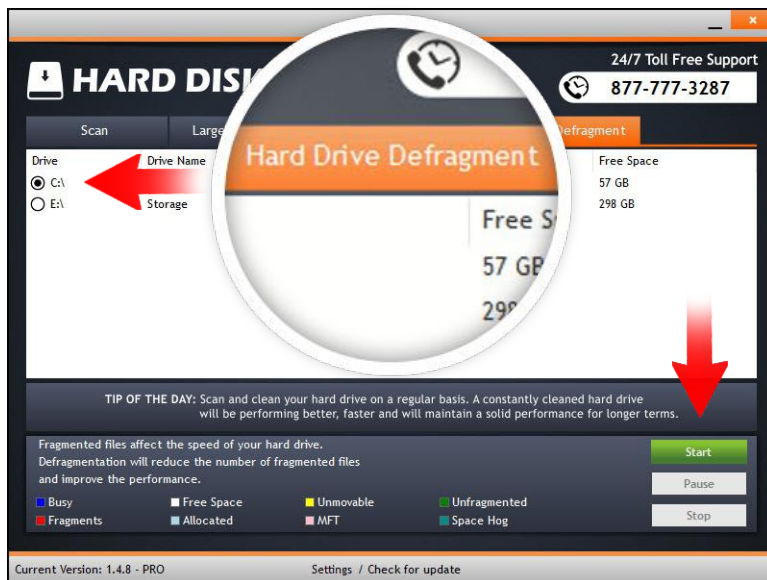 24/7 Toll Free Support
HARD DISK
877-777-3287
Scan
Large
Hard Drive Defragment
Defragment
Drive
Drive Name
Free Space
C:\
57 GB
E:\
Storage
298 GB
Free
57 GB
TIP OF THE DAY: Scan and clean your hard drive on a regular basis. A constantly cleaned hard drive
will be performing better, faster and will maintain a solid performance for longer terms.
Fragmented files affect the speed of your hard drive.
Defragmentation will reduce the number of fragmented files
and improve the performance.
Start
Pause
Stop
Busy
Free Space
Unmovable
Unfragmented
Fragments
Allocated
MFT
Space Hog
Current Version: 1.4.8 - PRO
Settings / Check for update